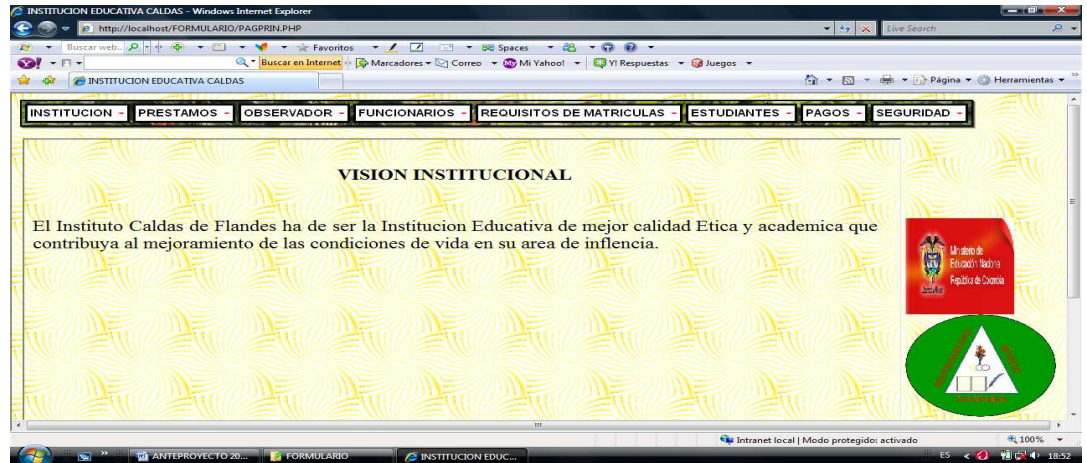 INSTITUCION EDUCATIVA CALDAS - Windows Internet Explorer
http://localhost/FORMULARIO/PAGPRIN.PHP
Live Search
Buscar web..
Favoritos
Spaces
Buscar en Internet
Marcadores
Correo
Mi Yahoo!
Y! Respuestas
Juegos
INSTITUCION EDUCATIVA CALDAS
Página
Herramientas
INSTITUCION - PRESTAMOS - OBSERVADOR - FUNCIONARIOS - REQUISITOS DE MATRICULAS - ESTUDIANTES - PAGOS - SEGURIDAD -
VISION INSTITUCIONAL
El Instituto Caldas de Flandes ha de ser la Institucion Educativa de mejor calidad Etica y academica que
contribuya al mejoramiento de las condiciones de vida en su area de inflencia.
Ministerio de
Educación Nacional
República de Colombia
Intranet local | Modo protegido: activado
100%
ANTEPROYECTO 20...
FORMULARIO
INSTITUCION EDUC...
ES
18:52